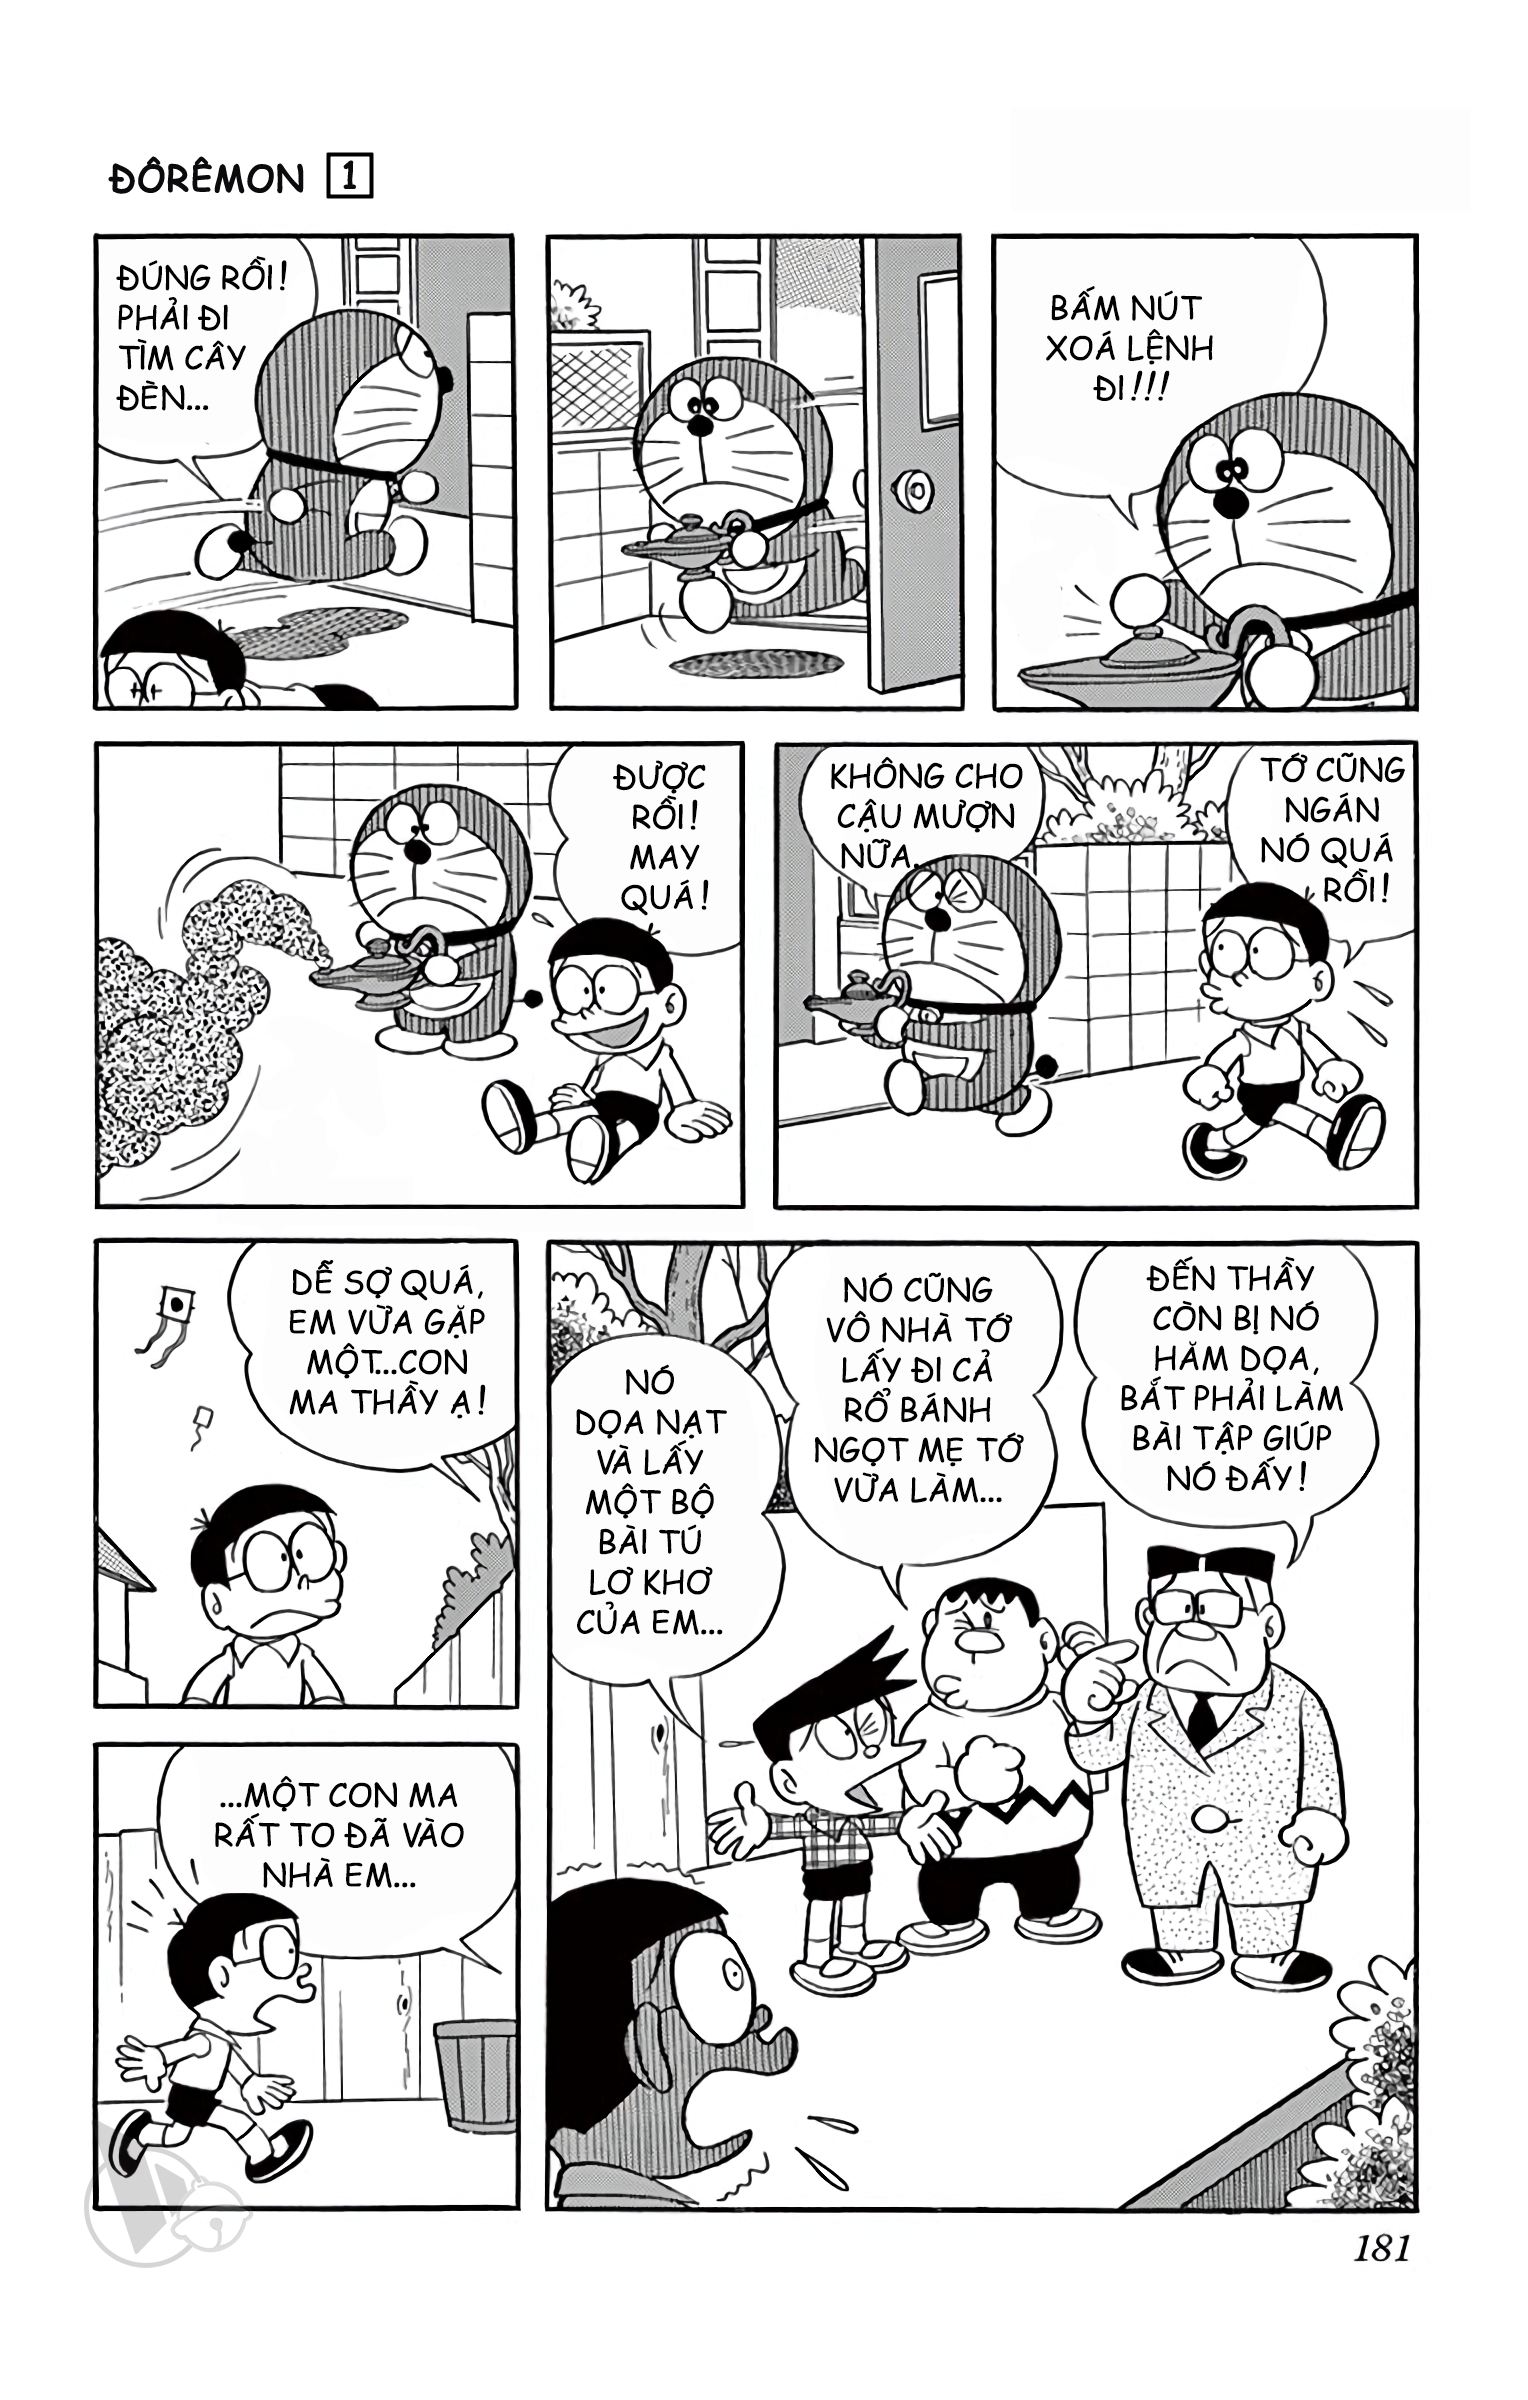 ĐÔRÊMON 1
ĐÚNG RỒI!
PHẢI ĐI
TÌM CÂY
ĐÈN...
BẤM NÚT
XOÁ LỆNH
ĐI!!!
ĐƯỢC
RỒI!
MAY
QUÁ!
KHÔNG CHO
CẬU MƯỢN
NỮA.
TỚ CŨNG
NGÁN
NÓ QUÁ
RỒI!
DỄ SỢ QUÁ,
EM VỪA GẶP
MỘT...CON
MA THẦY Ạ!
...MỘT CON MA
RẤT TO ĐÃ VÀO
NHÀ EM...
NÓ
DỌA NẠT
VÀ LẤY
MỘT BỘ
BÀI TÚ
LƠ KHƠ
CỦA EM...
NÓ CŨNG
VÔ NHÀ TỚ
LẤY ĐI CẢ
RỔ BÁNH
NGỌT MẸ TỚ
VỪA LÀM...
ĐẾN THẦY
CÒN BỊ NÓ
HĂM DỌA,
BẮT PHẢI LÀM
BÀI TẬP GIÚP
NÓ ĐẤY!
181